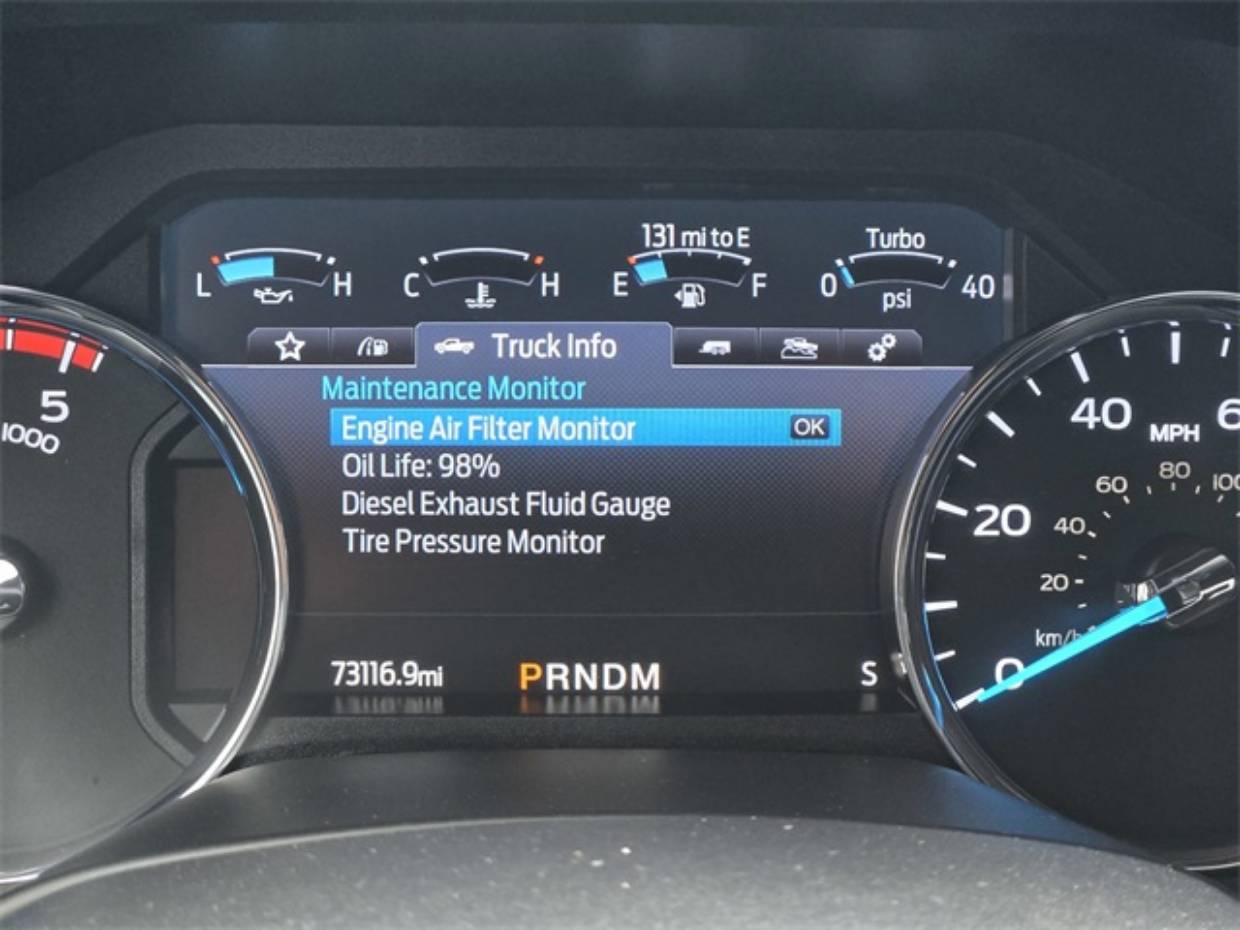 131 mi to E
Turbo
L H
C H
E F
0 40
psi
Truck Info
Maintenance Monitor
Engine Air Filter Monitor OK
Oil Life: 98%
Diesel Exhaust Fluid Gauge
Tire Pressure Monitor
73116.9mi
PRNDM
S
5
1000
40
MPH
20
0
80
60
100
40
20
km/h